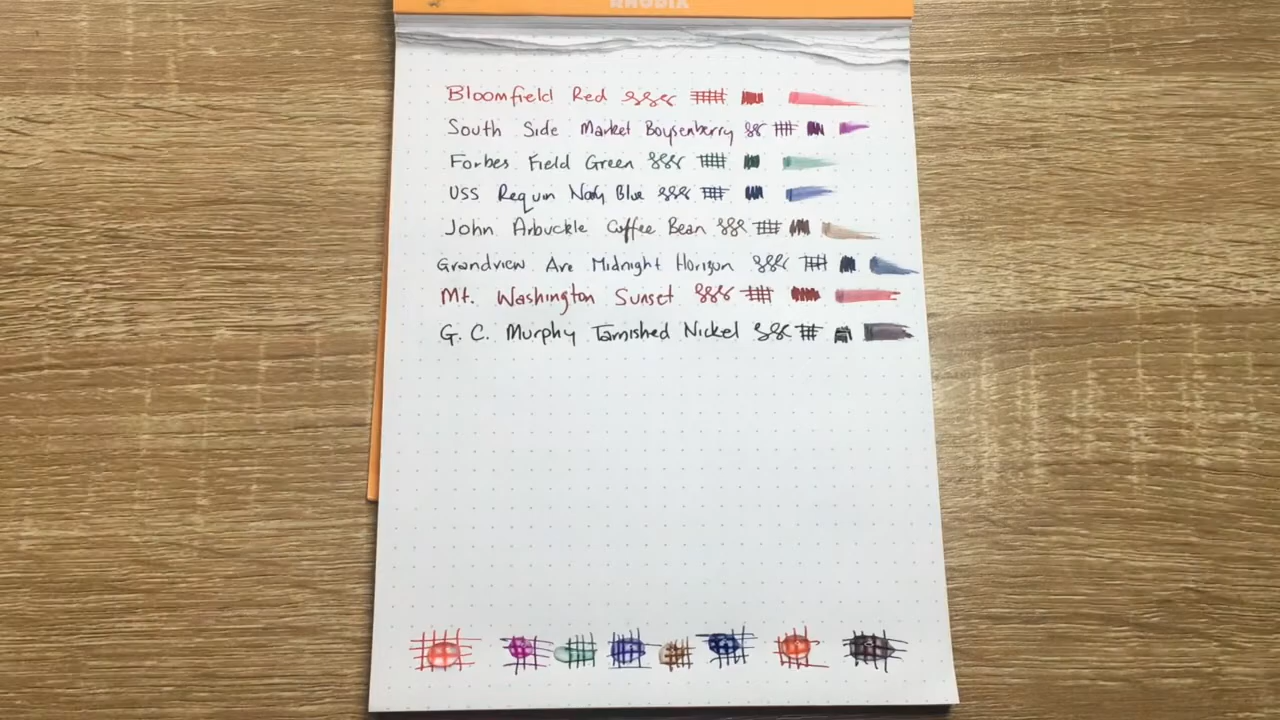 RHODIA
Bloomfield Red
South Side Market Boysenberry
Forbes Field Green
USS Requin Navy Blue
John Arbuckle Coffee Bean
Grandview Ave Midnight Horizon
Mt. Washington Sunset
G. C. Murphy Tarnished Nickel